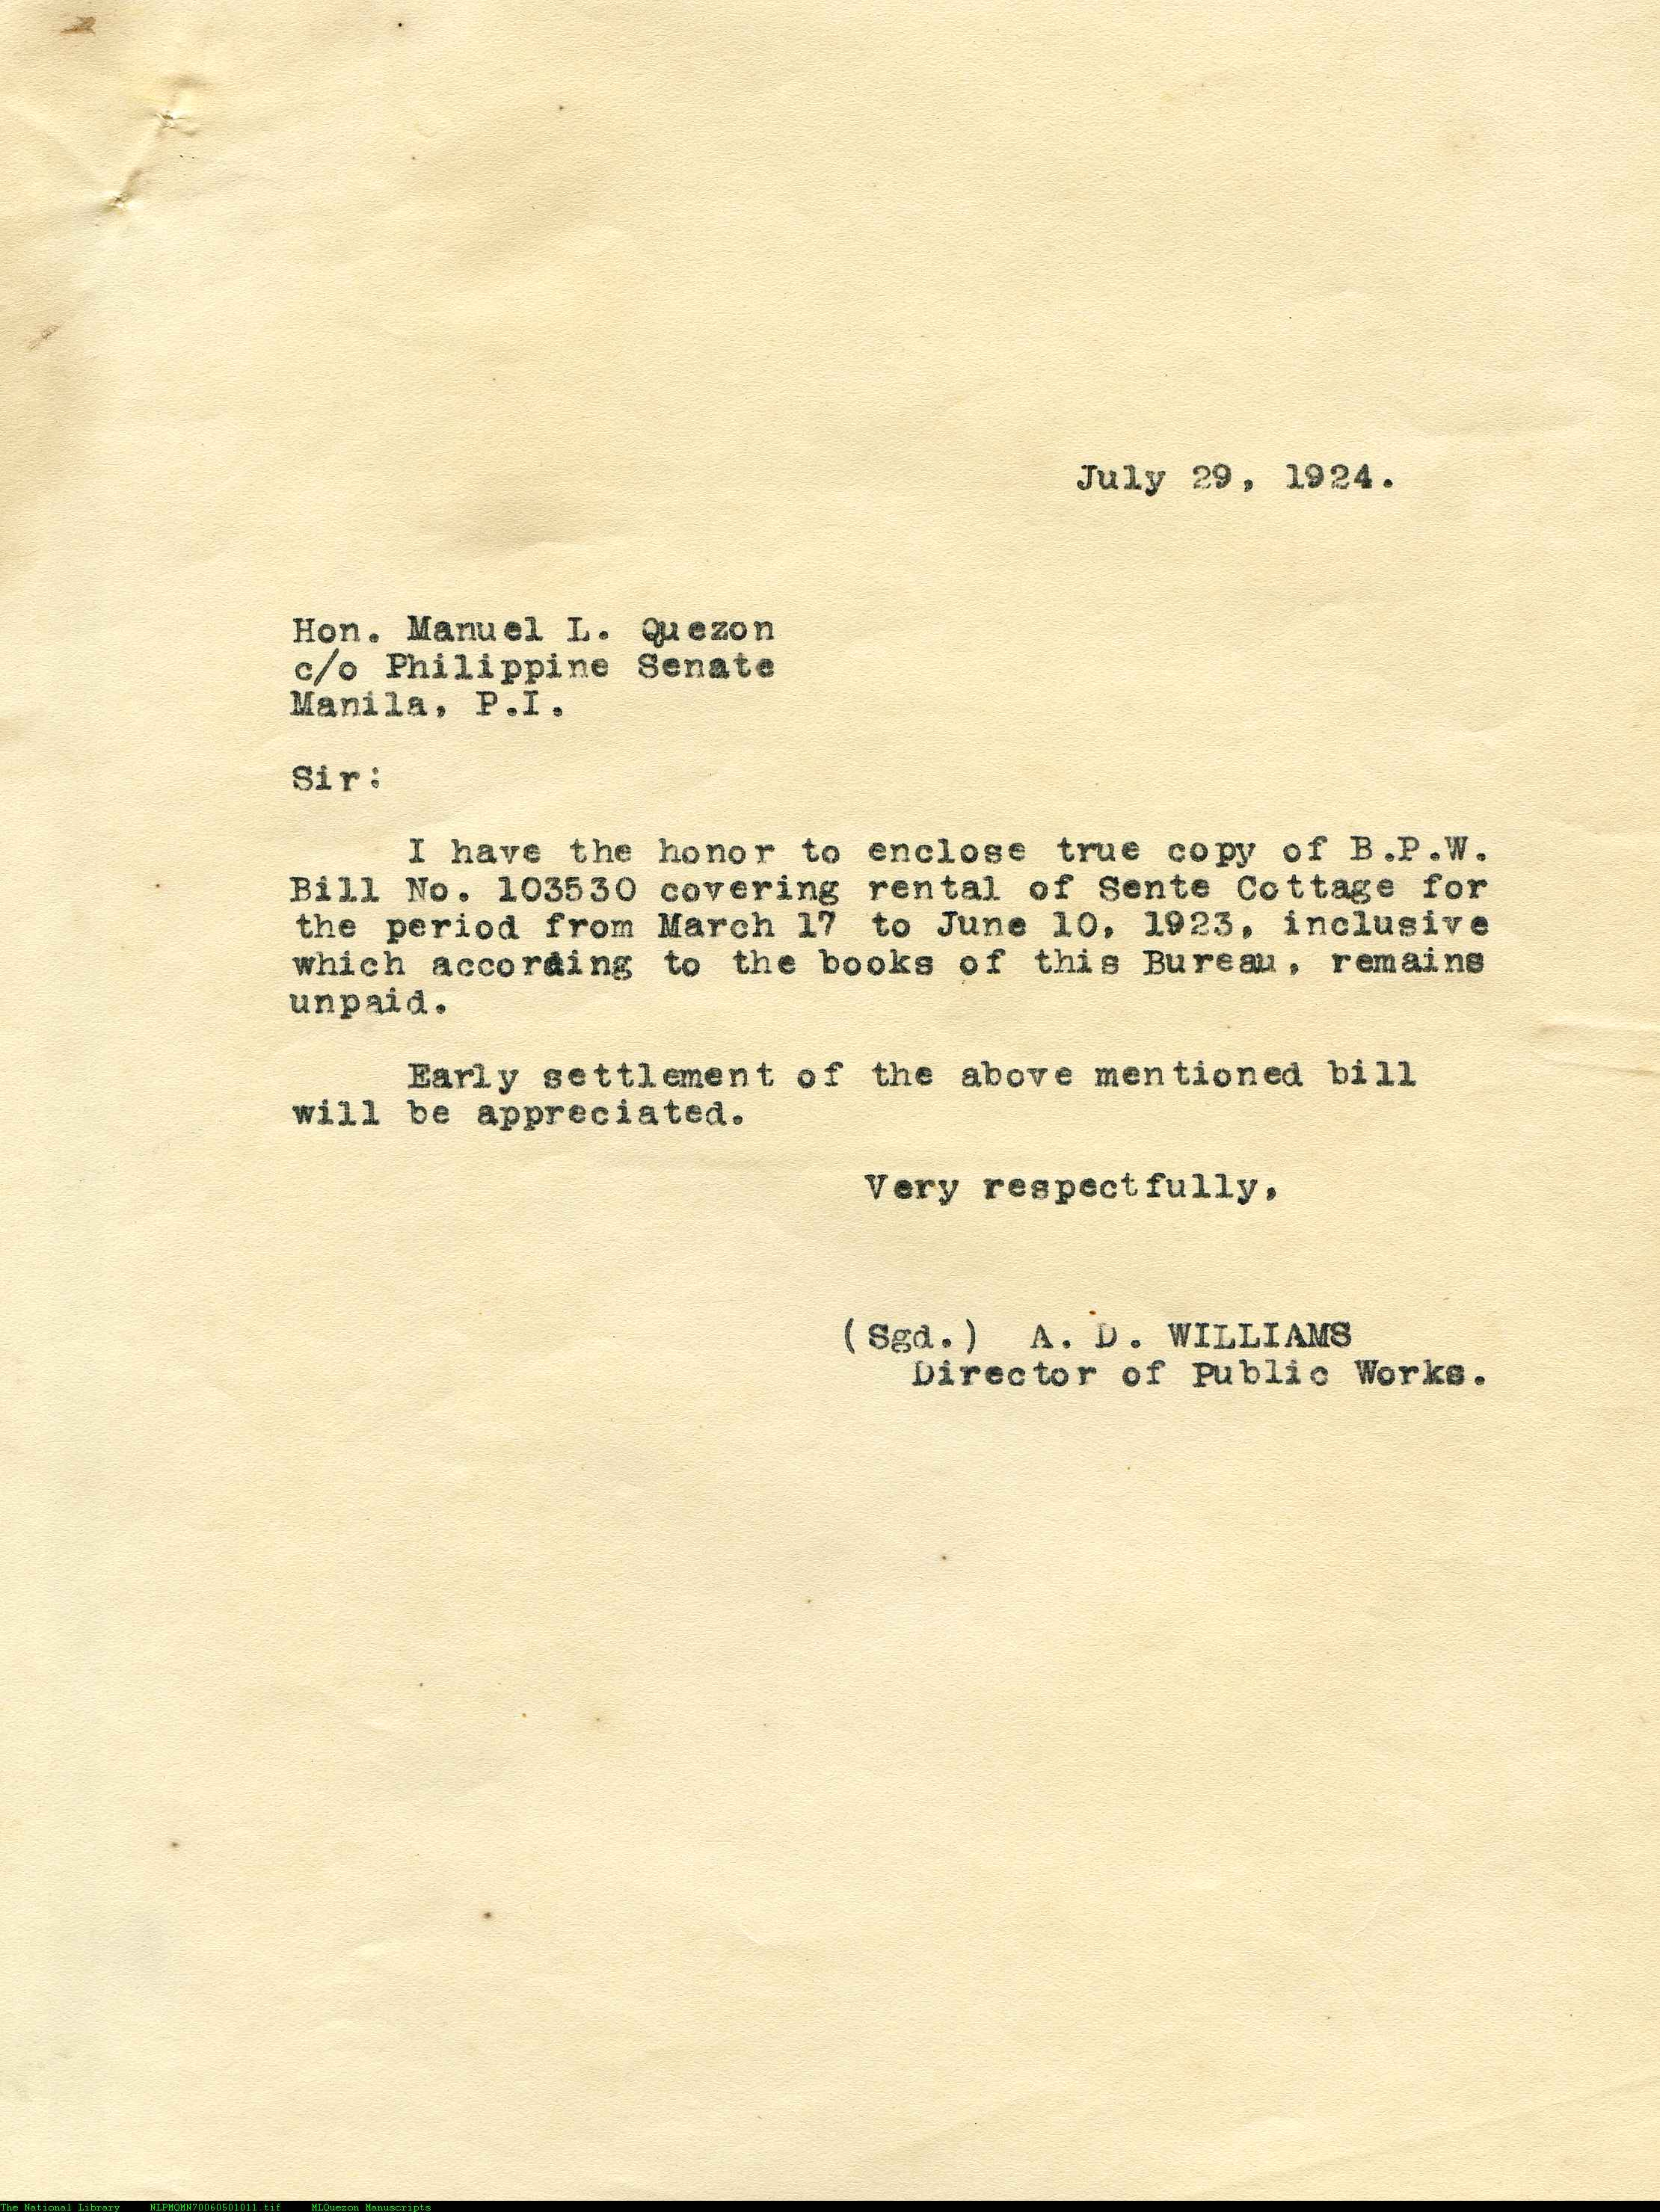 July 29, 1924.
Hon. Manuel L. Quezon
c/o Philippine Senate
Manila, P.I.
Sir:
I have the honor to enclose true copy of B.P.W.
Bill No. 103530 covering rental of Sente Cottage for
the period from March 17 to June 10, 1923, inclusive
which according to the books of this Bureau, remains
unpaid.
Early settlement of the above mentioned bill
will be appreciated.
Very respectfully,
(Sgd.) A. D. WILLIAMS
Director of Public Works.
The National Library NLPMQMN70060501011.tif MLQuezon Manuscripts